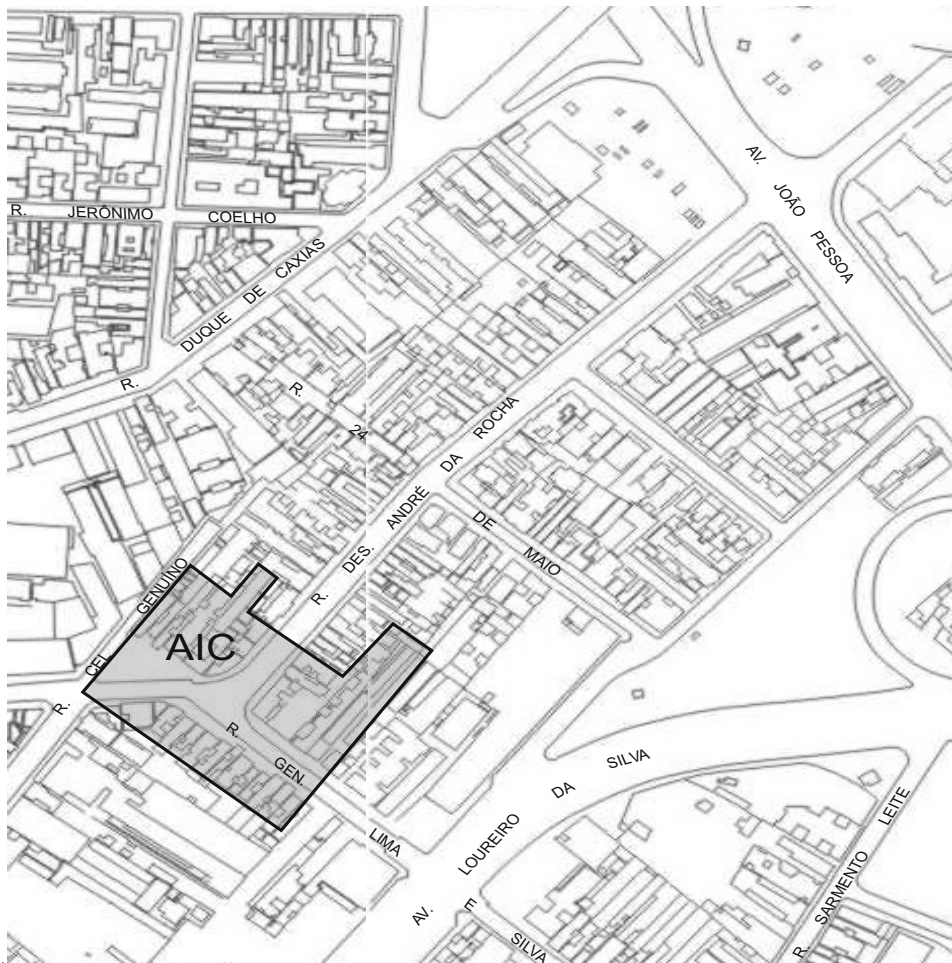 R. JERÔNIMO COELHO
R. DUQUE DE CAXIAS
AV. JOÃO PESSOA
R. 24 DE MAIO
R. DES. ANDRÉ DA ROCHA
R. CEL. GENUÍNO
AIC
R. GEN. LIMA E SILVA
AV. LOUREIRO DA SILVA
R. SARMENTO LEITE